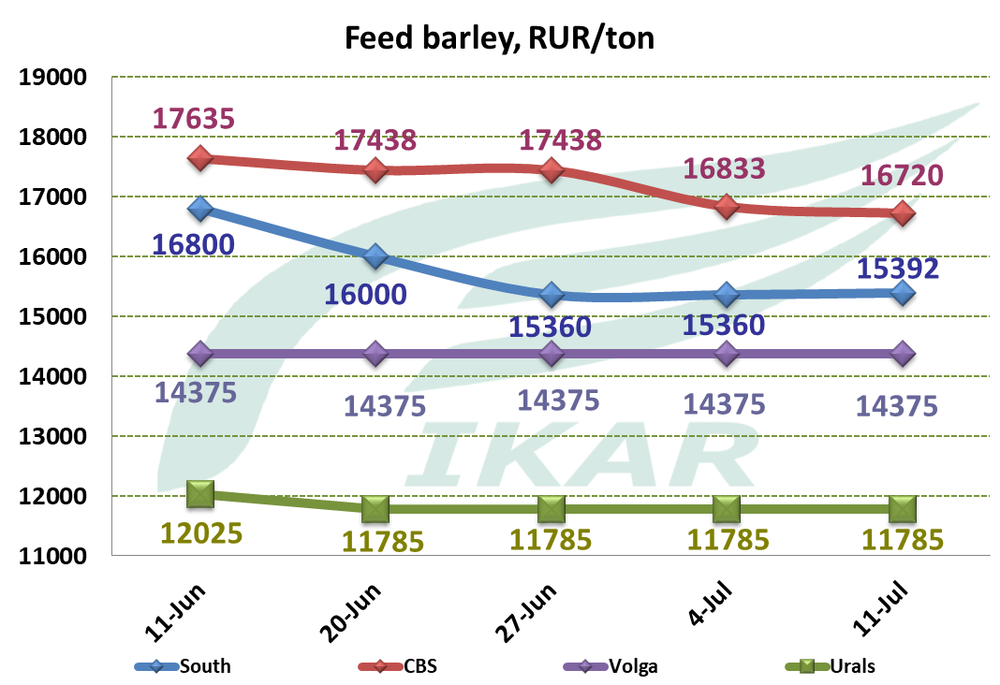 Feed barley, RUR/ton
19000
18000
17000
16000
15000
14000
13000
12000
11000
17635 17438 17438 16833 16720
16800 16000 15360 15360 15392
14375 14375 14375 14375 14375
12025 11785 11785 11785 11785
IKAR
11-Jun 20-Jun 27-Jun 4-Jul 11-Jul
South CBS Volga Urals